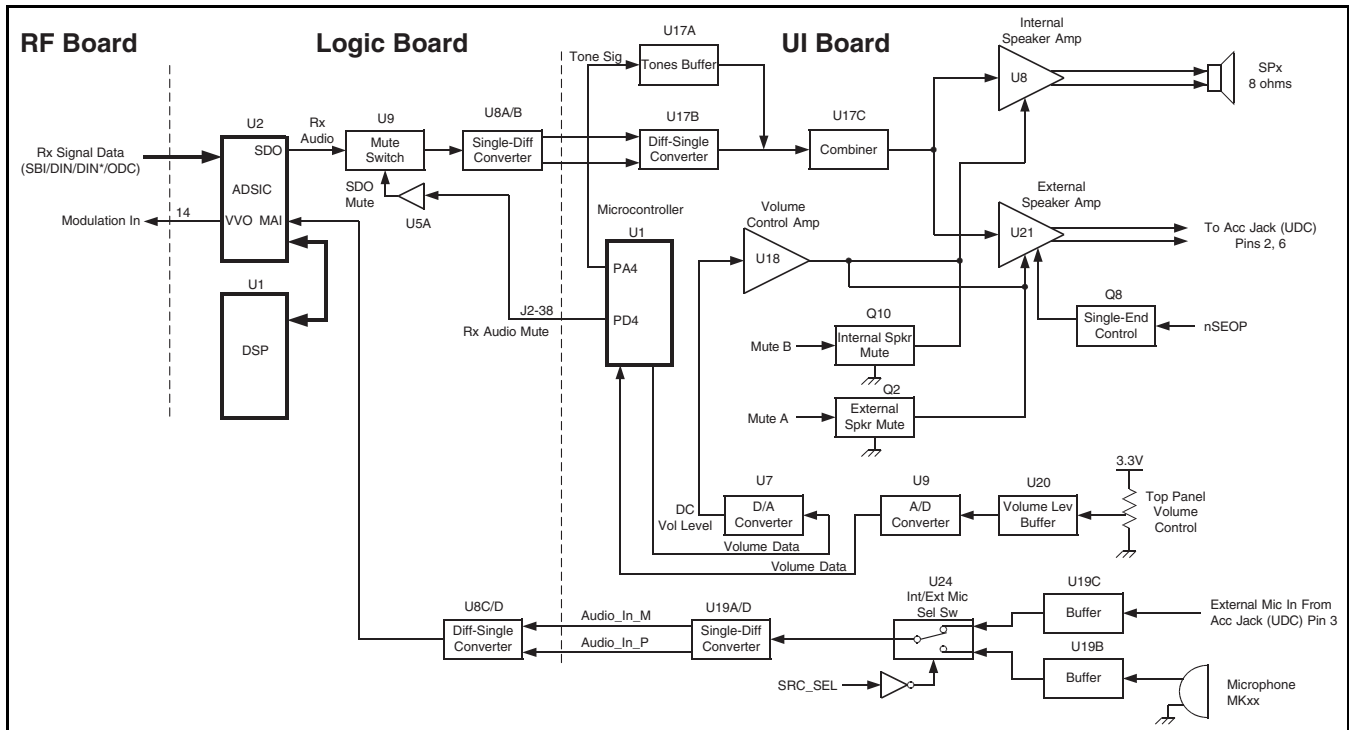 RF Board
Logic Board
UI Board
U17A
Tone Sig
Tones Buffer
Internal
Speaker Amp
U8
SPx
8 ohms
U2
SDO
ADSIC
VVO MAI
Rx
Audio
U9
Mute
Switch
U8A/B
Single-Diff
Converter
U17B
Diff-Single
Converter
U17C
Combiner
Rx Signal Data
(SBI/DIN/DIN*/ODC)
Modulation In
14
SDO
Mute
U5A
Microcontroller
U1
PA4
PD4
Volume
Control Amp
U18
External
Speaker Amp
U21
To Acc Jack (UDC)
Pins 2, 6
U1
DSP
J2-38
Rx Audio Mute
Q8
Single-End
Control
nSEOP
Mute B
Q10
Internal Spkr
Mute
Mute A
Q2
External
Spkr Mute
DC
Vol Level
U7
D/A
Converter
U9
A/D
Converter
U20
Volume Lev
Buffer
3.3V
Top Panel
Volume
Control
Volume Data
Volume Data
U8C/D
Diff-Single
Converter
Audio_In_M
Audio_In_P
U19A/D
Single-Diff
Converter
U24
Int/Ext Mic
Sel Sw
U19C
Buffer
External Mic In From
Acc Jack (UDC) Pin 3
SRC_SEL
U19B
Buffer
Microphone
MKxx